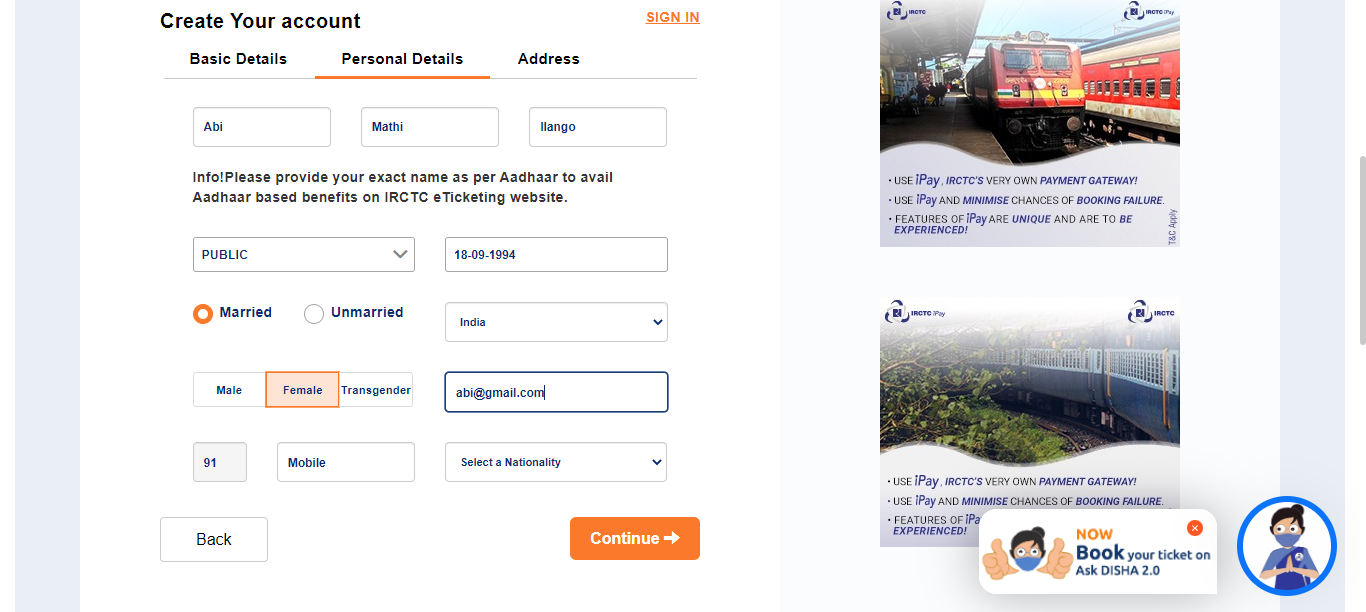 Create Your account
SIGN IN
Basic Details
Personal Details
Address
Abi
Mathi
Ilango
Info!Please provide your exact name as per Aadhaar to avail
Aadhaar based benefits on IRCTC eTicketing website.
PUBLIC
18-09-1994
Married
Unmarried
India
Male
Female
Transgender
abi@gmail.com
91
Mobile
Select a Nationality
Back
Continue
IRCTC
IRCTC iPay
• USE iPay, IRCTC'S VERY OWN PAYMENT GATEWAY!
• USE iPay AND MINIMISE CHANCES OF BOOKING FAILURE.
• FEATURES OF iPay ARE UNIQUE AND ARE TO BE
EXPERIENCED!
T&C Apply
IRCTC iPay
IRCTC
• USE iPay, IRCTC'S VERY OWN PAYMENT GATEWAY!
• USE iPay AND MINIMISE CHANCES OF BOOKING FAILURE.
• FEATURES OF iPa
EXPERIENCED!
NOW
Book your ticket on
Ask DISHA 2.0